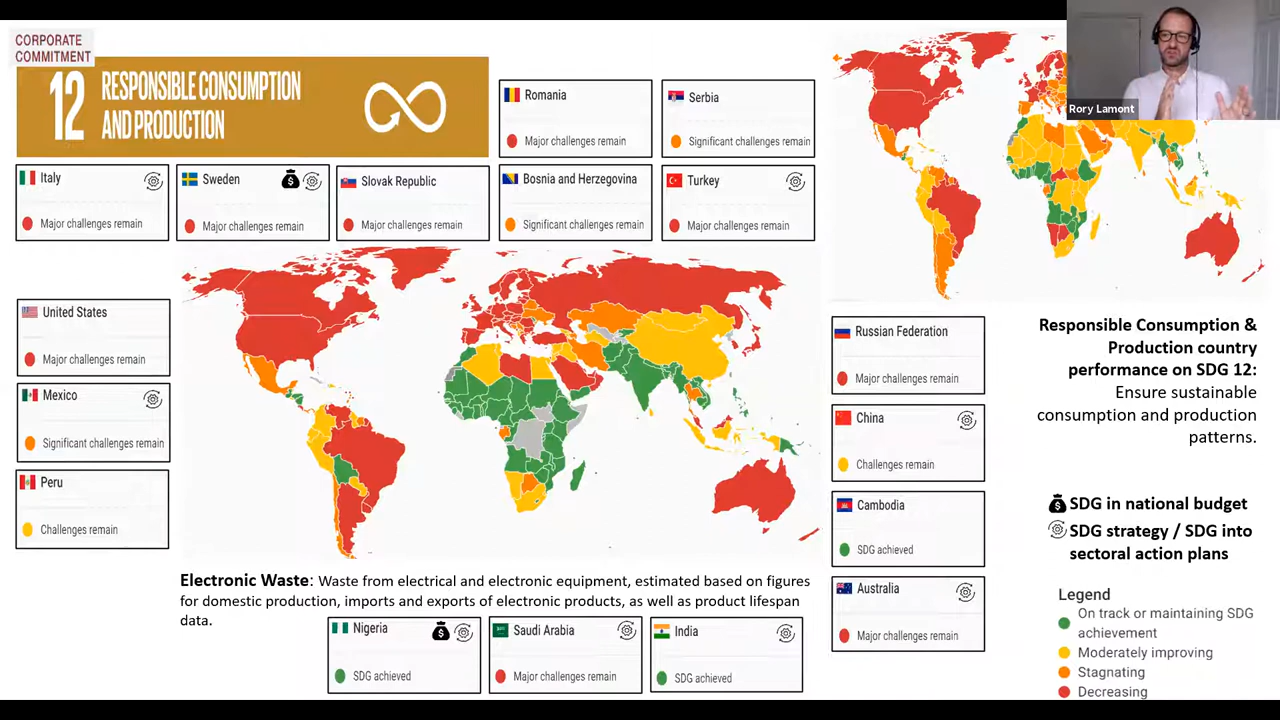 CORPORATE
COMMITMENT
12 RESPONSIBLE CONSUMPTION
AND PRODUCTION
Romania
Major challenges remain
Serbia
Significant challenges remain
Rory Lamont
Italy
Major challenges remain
Sweden
$
Major challenges remain
Slovak Republic
Major challenges remain
Bosnia and Herzegovina
Significant challenges remain
Turkey
Major challenges remain
United States
Major challenges remain
Mexico
Significant challenges remain
Peru
Challenges remain
Russian Federation
Major challenges remain
China
Challenges remain
Cambodia
SDG achieved
Australia
Major challenges remain
Responsible Consumption &
Production country
performance on SDG 12:
Ensure sustainable
consumption and production
patterns.
$ SDG in national budget
SDG strategy / SDG into
sectoral action plans
Legend
On track or maintaining SDG
achievement
Moderately improving
Stagnating
Decreasing
Electronic Waste: Waste from electrical and electronic equipment, estimated based on figures
for domestic production, imports and exports of electronic products, as well as product lifespan
data.
Nigeria
$
SDG achieved
Saudi Arabia
Major challenges remain
India
SDG achieved